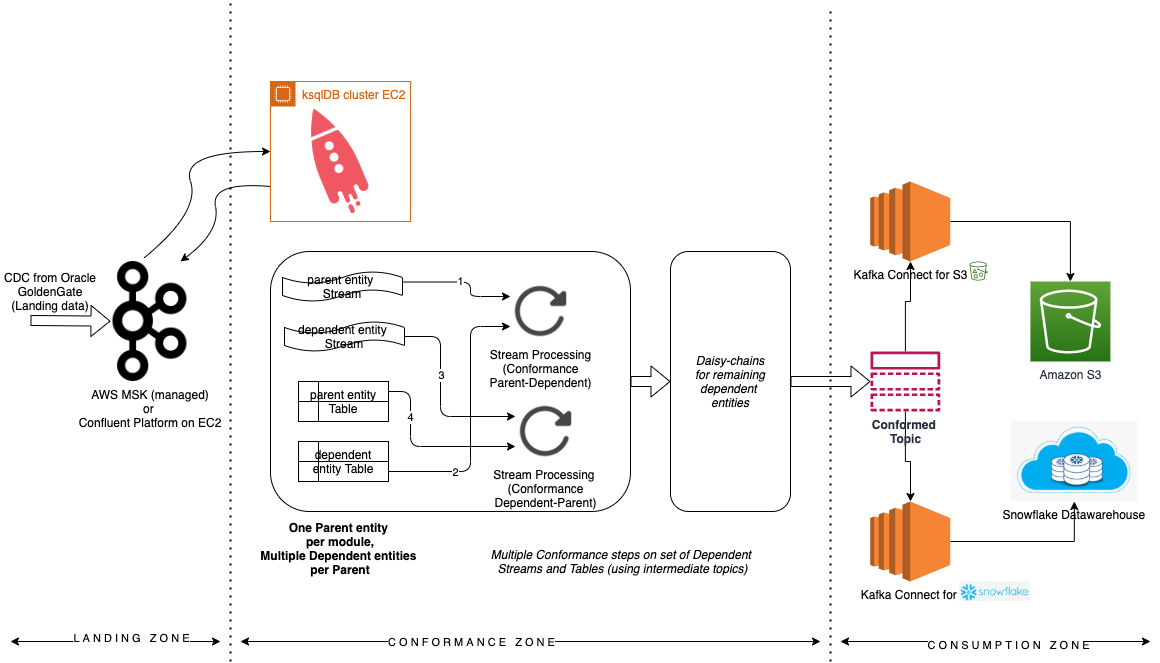 ksqlDB cluster EC2
CDC from Oracle
GoldenGate
(Landing data)
AWS MSK (managed)
or
Confluent Platform on EC2
parent entity
Stream
dependent entity
Stream
parent entity
Table
dependent
entity Table
1
3
4
2
Stream Processing
(Conformance
Parent-Dependent)
Stream Processing
(Conformance
Dependent-Parent)
One Parent entity
per module,
Multiple Dependent entities
per Parent
Multiple Conformance steps on set of Dependent
Streams and Tables (using intermediate topics)
Daisy-chains
for remaining
dependent
entities
Kafka Connect for S3
Amazon S3
Conformed
Topic
Snowflake Datawarehouse
Kafka Connect for
snowflake
LANDING ZONE
CONFORMANCE ZONE
CONSUMPTION ZONE